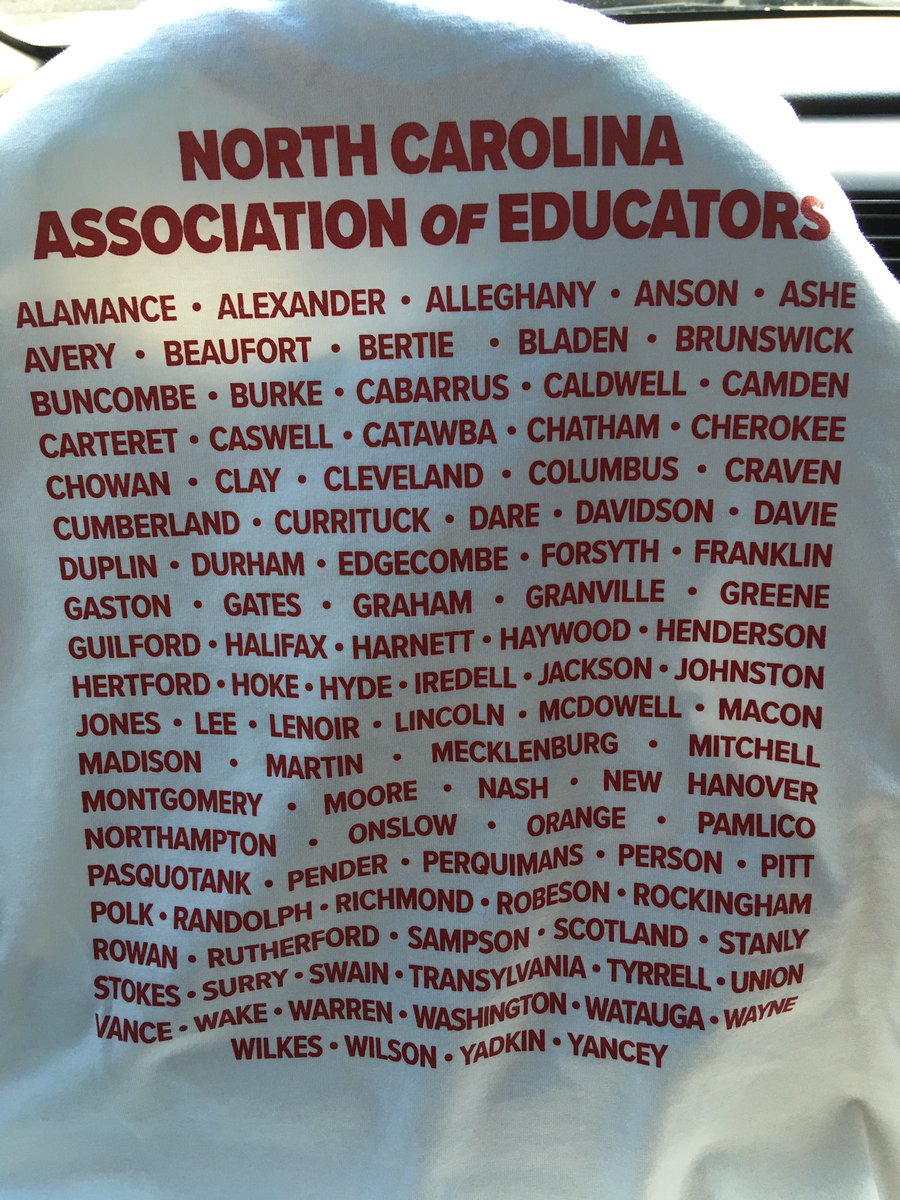 NORTH CAROLINA
ASSOCIATION OF EDUCATORS
ALAMANCE • ALEXANDER • ALLEGHANY • ANSON • ASHE
AVERY • BEAUFORT • BERTIE • BLADEN • BRUNSWICK
BUNCOMBE • BURKE • CABARRUS • CALDWELL • CAMDEN
CARTERET • CASWELL • CATAWBA • CHATHAM • CHEROKEE
CHOWAN • CLAY • CLEVELAND • COLUMBUS • CRAVEN
CUMBERLAND • CURRITUCK • DARE • DAVIDSON • DAVIE
DUPLIN • DURHAM • EDGECOMBE • FORSYTH • FRANKLIN
GASTON • GATES • GRAHAM • GRANVILLE • GREENE
GUILFORD • HALIFAX • HARNETT • HAYWOOD • HENDERSON
HERTFORD • HOKE • HYDE • IREDELL • JACKSON • JOHNSTON
JONES • LEE • LENOIR • LINCOLN • MCDOWELL • MACON
MADISON • MARTIN • MECKLENBURG • MITCHELL
MONTGOMERY • MOORE • NASH • NEW HANOVER
NORTHAMPTON • ONSLOW • ORANGE • PAMLICO
PASQUOTANK • PENDER • PERQUIMANS • PERSON • PITT
POLK • RANDOLPH • RICHMOND • ROBESON • ROCKINGHAM
ROWAN • RUTHERFORD • SAMPSON • SCOTLAND • STANLY
STOKES • SURRY • SWAIN • TRANSYLVANIA • TYRRELL • UNION
VANCE • WAKE • WARREN • WASHINGTON • WATAUGA • WAYNE
WILKES • WILSON • YADKIN • YANCEY